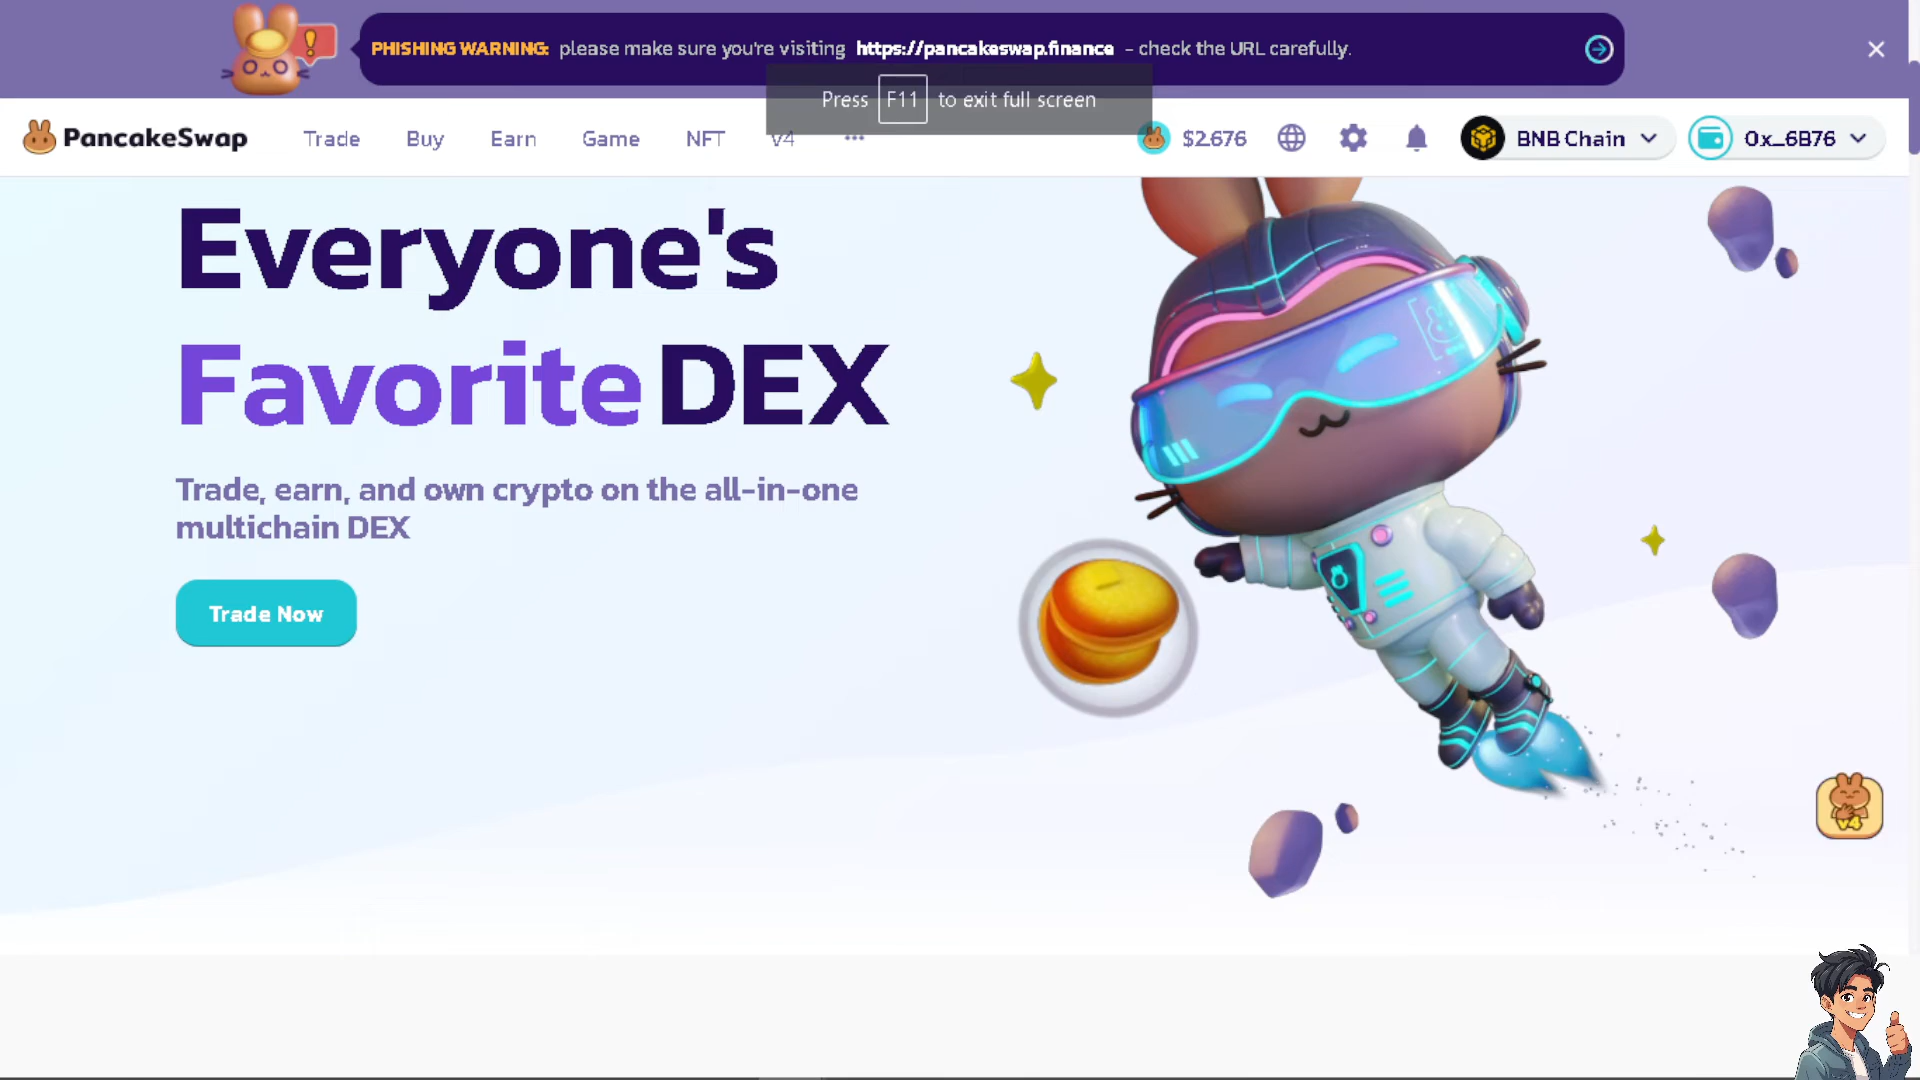 PHISHING WARNING: please make sure you're visiting https://pancakeswap.finance - check the URL carefully.
Press F11 to exit full screen
PancakeSwap Trade Buy Earn Game NFT v4 ••• $2.676 BNB Chain 0x_6B76
Everyone's
Favorite DEX
Trade, earn, and own crypto on the all-in-one
multichain DEX
Trade Now
v4